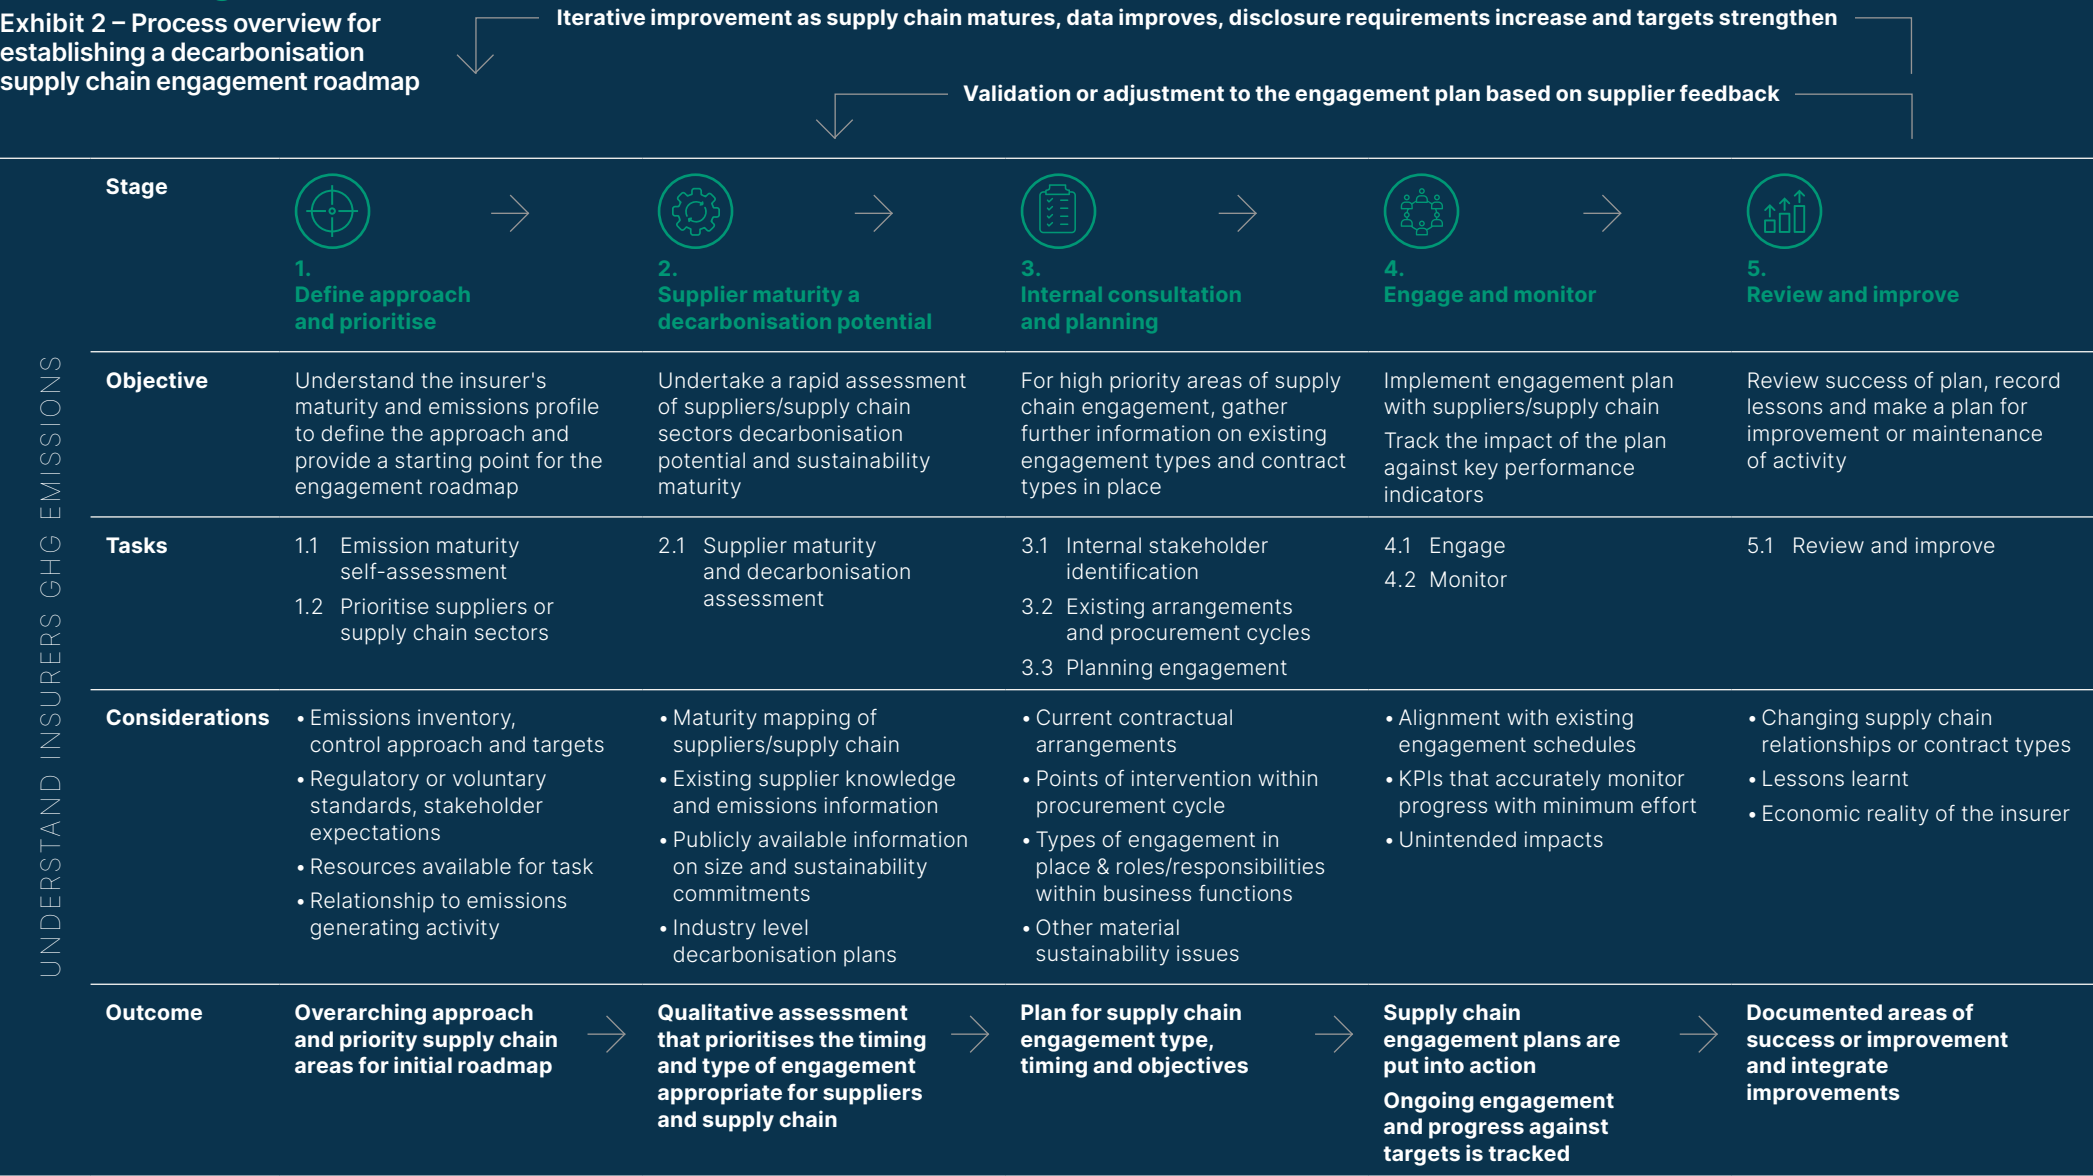 Exhibit 2 – Process overview for
establishing a decarbonisation
supply chain engagement roadmap
Iterative improvement as supply chain matures, data improves, disclosure requirements increase and targets strengthen
Validation or adjustment to the engagement plan based on supplier feedback
UNDERSTAND INSURERS GHG EMISSIONS
Stage
1.
Define approach
and prioritise
2.
Supplier maturity a
decarbonisation potential
3.
Internal consultation
and planning
4.
Engage and monitor
5.
Review and improve
Objective
Understand the insurer's
maturity and emissions profile
to define the approach and
provide a starting point for the
engagement roadmap
Undertake a rapid assessment
of suppliers/supply chain
sectors decarbonisation
potential and sustainability
maturity
For high priority areas of supply
chain engagement, gather
further information on existing
engagement types and contract
types in place
Implement engagement plan
with suppliers/supply chain
Track the impact of the plan
against key performance
indicators
Review success of plan, record
lessons and make a plan for
improvement or maintenance
of activity
Tasks
1.1 Emission maturity
self-assessment
1.2 Prioritise suppliers or
supply chain sectors
2.1 Supplier maturity
and decarbonisation
assessment
3.1 Internal stakeholder
identification
3.2 Existing arrangements
and procurement cycles
3.3 Planning engagement
4.1 Engage
4.2 Monitor
5.1 Review and improve
Considerations
• Emissions inventory,
control approach and targets
• Regulatory or voluntary
standards, stakeholder
expectations
• Resources available for task
• Relationship to emissions
generating activity
• Maturity mapping of
suppliers/supply chain
• Existing supplier knowledge
and emissions information
• Publicly available information
on size and sustainability
commitments
• Industry level
decarbonisation plans
• Current contractual
arrangements
• Points of intervention within
procurement cycle
• Types of engagement in
place & roles/responsibilities
within business functions
• Other material
sustainability issues
• Alignment with existing
engagement schedules
• KPIs that accurately monitor
progress with minimum effort
• Unintended impacts
• Changing supply chain
relationships or contract types
• Lessons learnt
• Economic reality of the insurer
Outcome
Overarching approach
and priority supply chain
areas for initial roadmap
Qualitative assessment
that prioritises the timing
and type of engagement
appropriate for suppliers
and supply chain
Plan for supply chain
engagement type,
timing and objectives
Supply chain
engagement plans are
put into action
Ongoing engagement
and progress against
targets is tracked
Documented areas of
success or improvement
and integrate
improvements